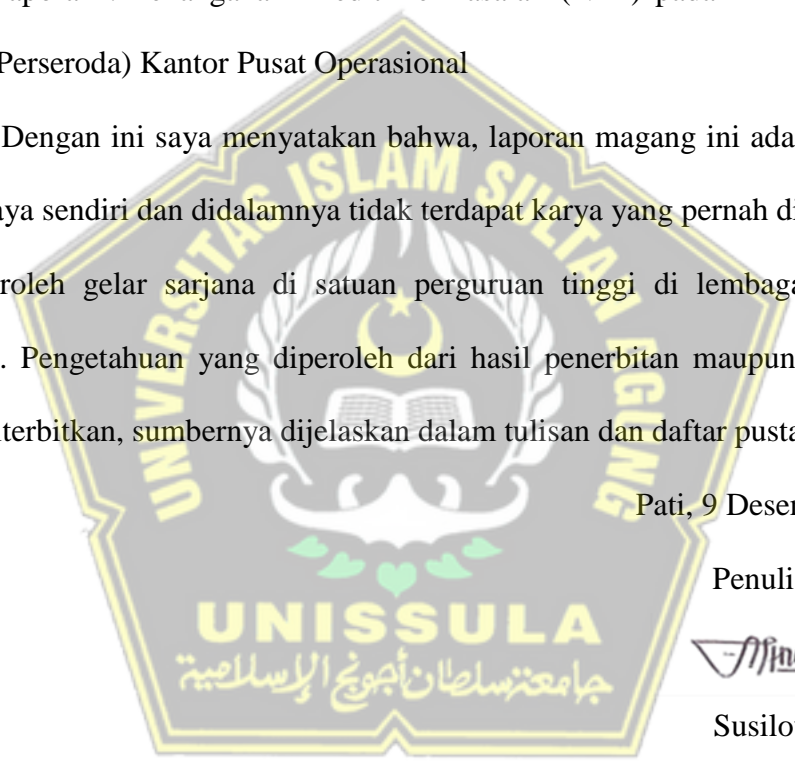 (Perseroda) Kantor Pusat Operasional
Dengan ini saya menyatakan bahwa, laporan magang ini ada
aya sendiri dan didalamnya tidak terdapat karya yang pernah di
roleh gelar sarjana di satuan perguruan tinggi di lembaga
. Pengetahuan yang diperoleh dari hasil penerbitan maupun
iterbitkan, sumbernya dijelaskan dalam tulisan dan daftar pusta
Pati, 9 Deser
Penuli
Susilo
UNIVERSITAS ISLAM SULTAN AGUNG
UNISSULA
جامعة سلطان أجونج الإسلامية